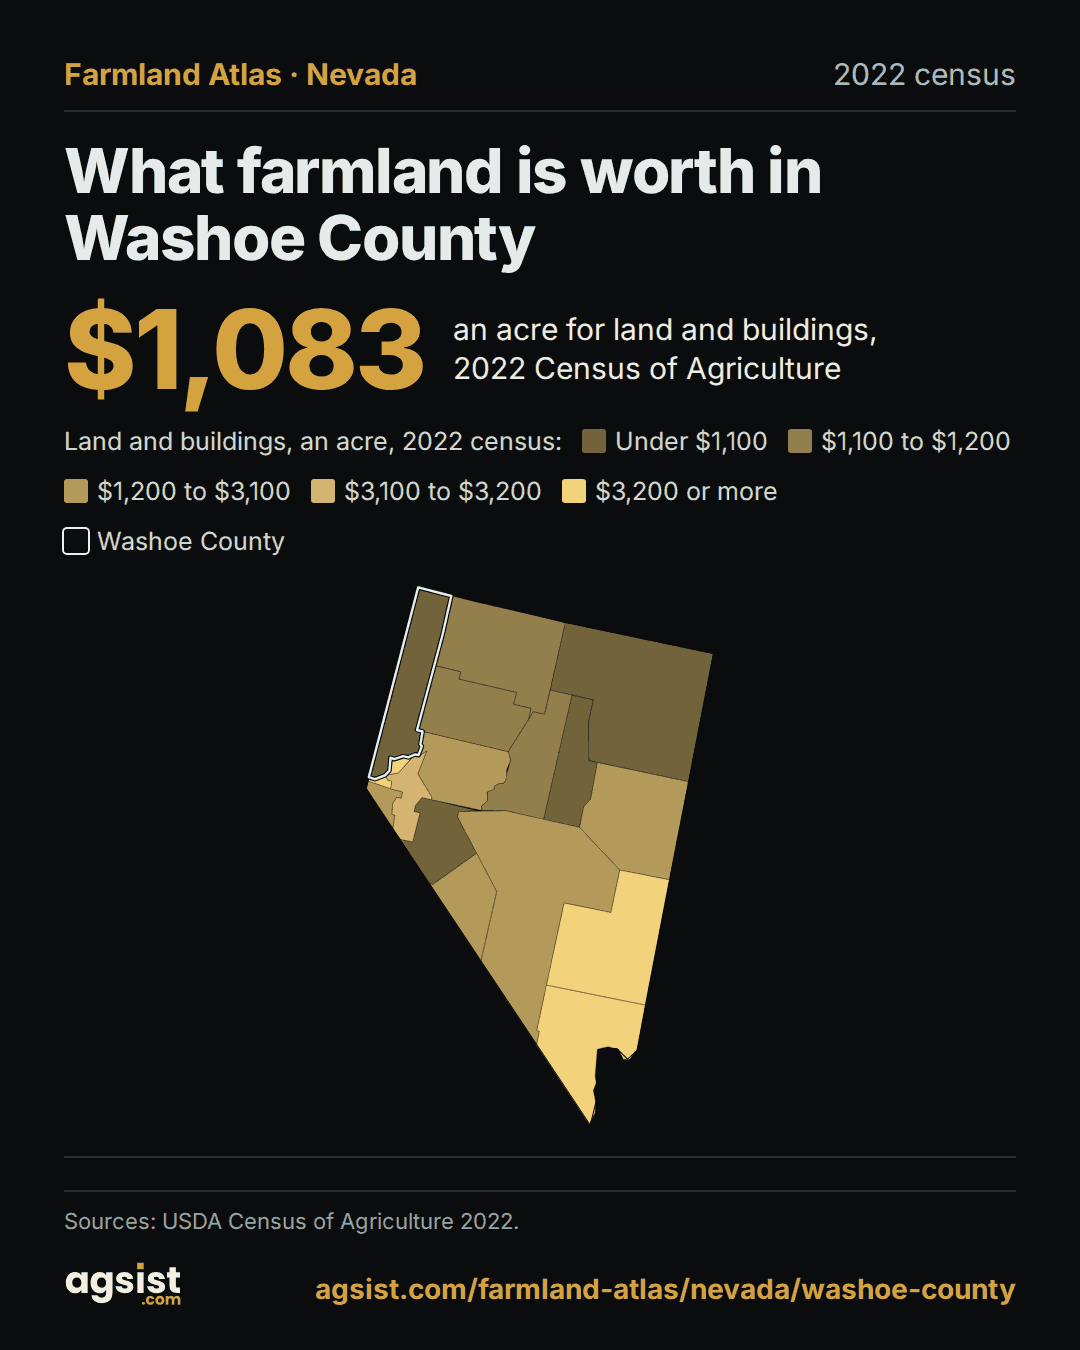 Farmland Atlas · Nevada
2022 census
What farmland is worth in
Washoe County
$1,083
an acre for land and buildings,
2022 Census of Agriculture
Land and buildings, an acre, 2022 census: Under $1,100 $1,100 to $1,200
$1,200 to $3,100 $3,100 to $3,200 $3,200 or more
Washoe County
Sources: USDA Census of Agriculture 2022.
agsist
.com
agsist.com/farmland-atlas/nevada/washoe-county